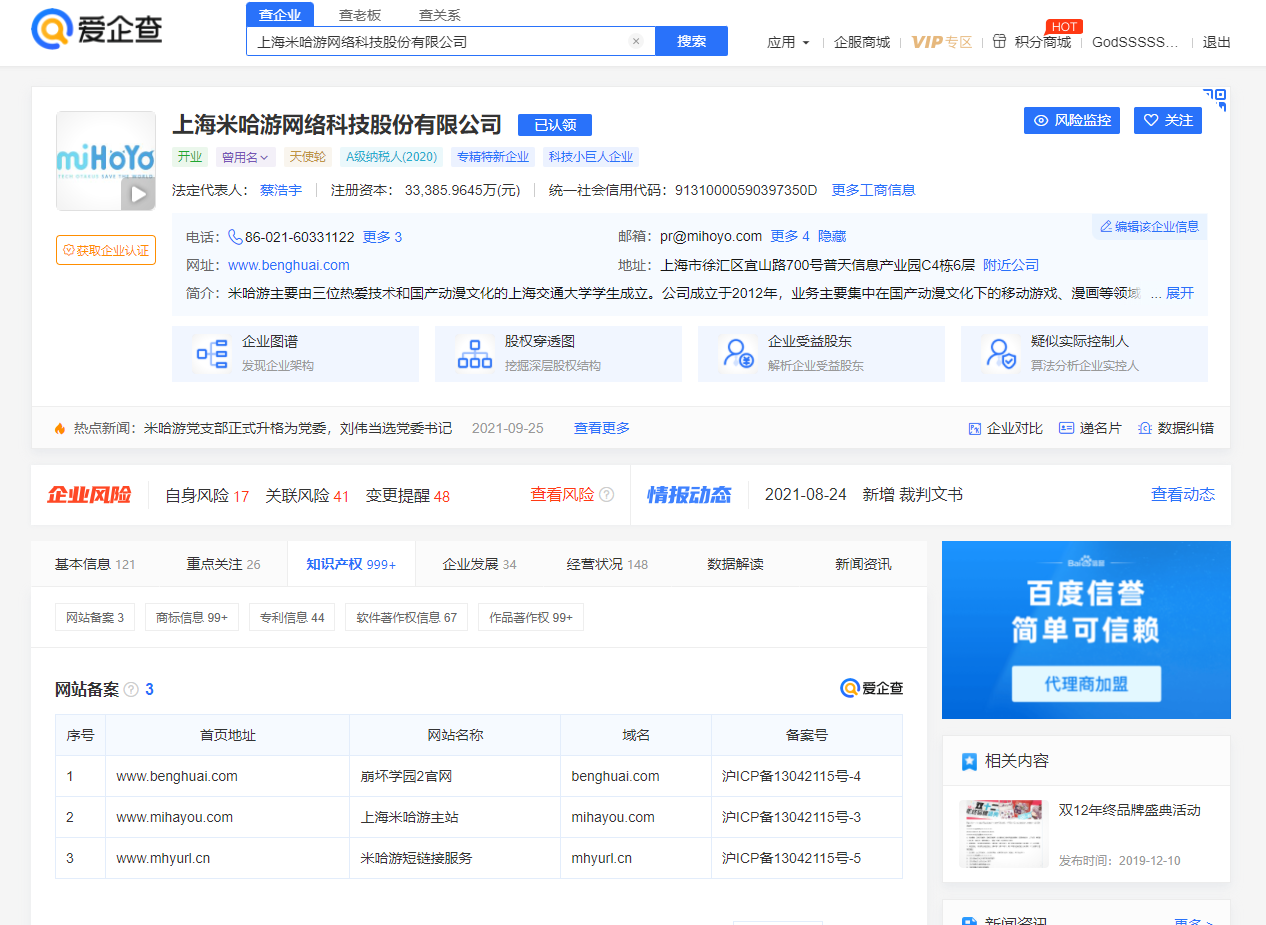 爱企查
查企业 查老板 查关系
上海米哈游网络科技股份有限公司 × 搜索
应用 企服商城 VIP专区 积分商城 HOT GodSSSSS... 退出
上海米哈游网络科技股份有限公司 已认领 风险监控 关注
miHoYo
TECH OTAKUS SAVE THE WORLD
开业 曾用名 天使轮 A级纳税人(2020) 专精特新企业 科技小巨人企业
法定代表人： 蔡浩宇 注册资本： 33,385.9645万(元) 统一社会信用代码：91310000590397350D 更多工商信息
获取企业认证
编辑该企业信息
电话： 86-021-60331122 更多 3 邮箱： pr@mihoyo.com 更多 4 隐藏
网址： www.benghuai.com 地址： 上海市徐汇区宜山路700号普天信息产业园C4栋6层 附近公司
简介： 米哈游主要由三位热爱技术和国产动漫文化的上海交通大学学生成立。公司成立于2012年，业务主要集中在国产动漫文化下的移动游戏、漫画等领域 ... 展开
企业图谱 股权穿透图 企业受益股东 疑似实际控制人
发现企业架构 挖掘深层股权结构 解析企业受益股东 算法分析企业实控人
热点新闻： 米哈游党支部正式升格为党委，刘伟当选党委书记 2021-09-25 查看更多 企业对比 递名片 数据纠错
企业风险 自身风险 17 关联风险 41 变更提醒 48 查看风险 ? 情报动态 2021-08-24 新增 裁判文书 查看动态
基本信息 121 重点关注 26 知识产权 999+ 企业发展 34 经营状况 148 数据解读 新闻资讯
网站备案 3 商标信息 99+ 专利信息 44 软件著作权信息 67 作品著作权 99+
网站备案 ? 3 爱企查
序号 首页地址 网站名称 域名 备案号
1 www.benghuai.com 崩坏学园2官网 benghuai.com 沪ICP备13042115号-4
2 www.mihayou.com 上海米哈游主站 mihayou.com 沪ICP备13042115号-3
3 www.mhyurl.cn 米哈游短链接服务 mhyurl.cn 沪ICP备13042115号-5
百度信誉
简单可信赖
代理商加盟
相关内容
双12年终品牌盛典活动
发布时间：2019-12-10
新闻资讯 更多 >